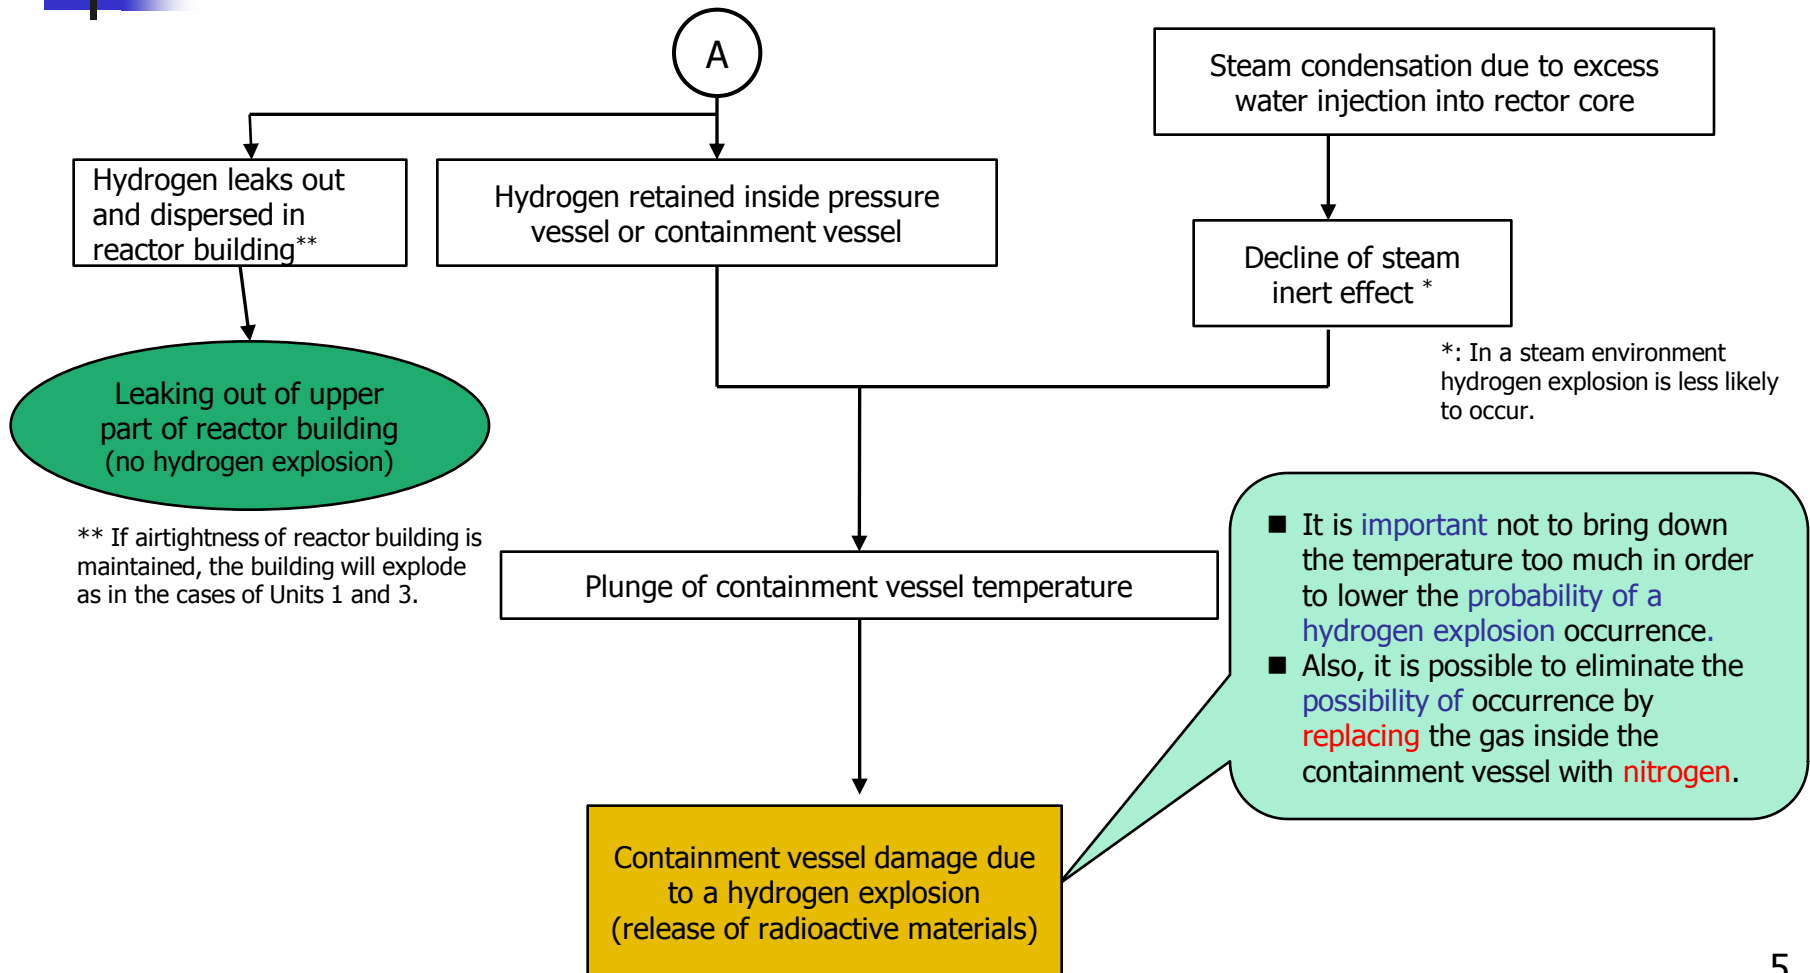 A
Steam condensation due to excess
water injection into rector core
Hydrogen leaks out
and dispersed in
reactor building**
Hydrogen retained inside pressure
vessel or containment vessel
Decline of steam
inert effect *
*: In a steam environment
hydrogen explosion is less likely
to occur.
Leaking out of upper
part of reactor building
(no hydrogen explosion)
** If airtightness of reactor building is
maintained, the building will explode
as in the cases of Units 1 and 3.
Plunge of containment vessel temperature
■ It is important not to bring down
the temperature too much in order
to lower the probability of a
hydrogen explosion occurrence.
■ Also, it is possible to eliminate the
possibility of occurrence by
replacing the gas inside the
containment vessel with nitrogen.
Containment vessel damage due
to a hydrogen explosion
(release of radioactive materials)
5